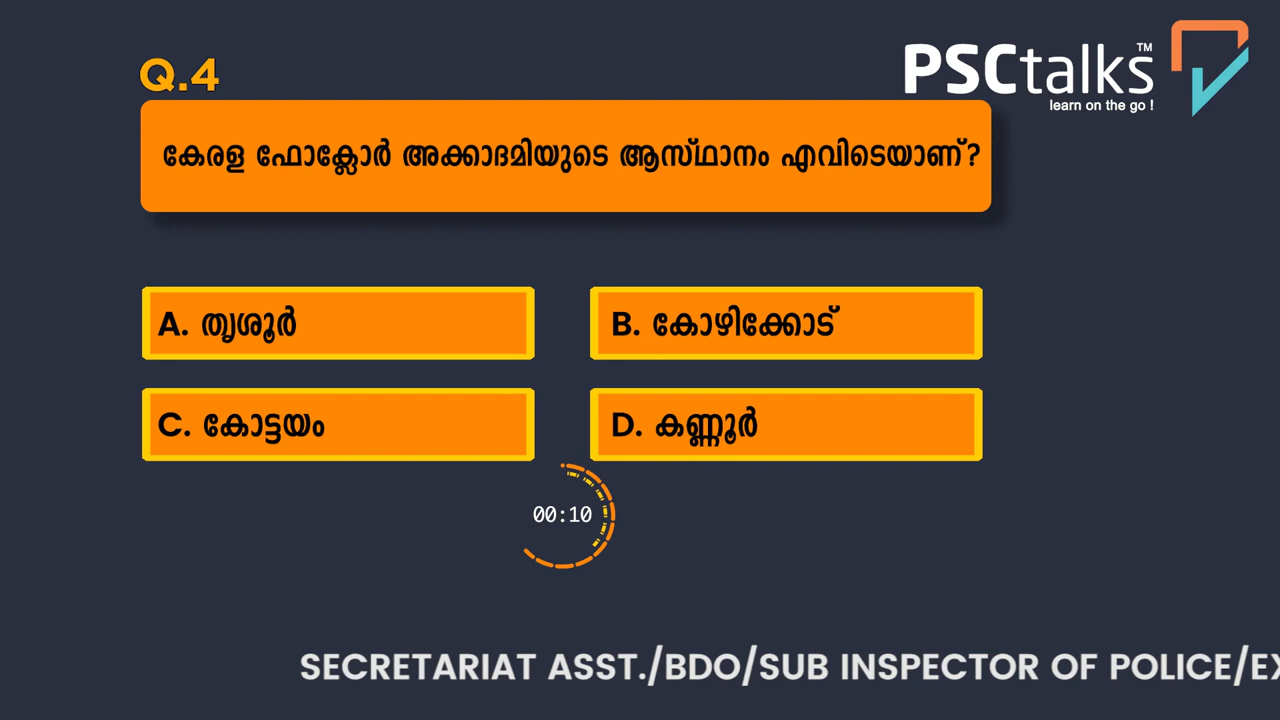 Q.4
PSCtalks™
learn on the go !
കേരള ഫോക്ലോർ അക്കാദമിയുടെ ആസ്ഥാനം എവിടെയാണ്?
A. തൃശൂർ
B. കോഴിക്കോട്
C. കോട്ടയം
D. കണ്ണൂർ
00:10
SECRETARIAT ASST./BDO/SUB INSPECTOR OF POLICE/EX